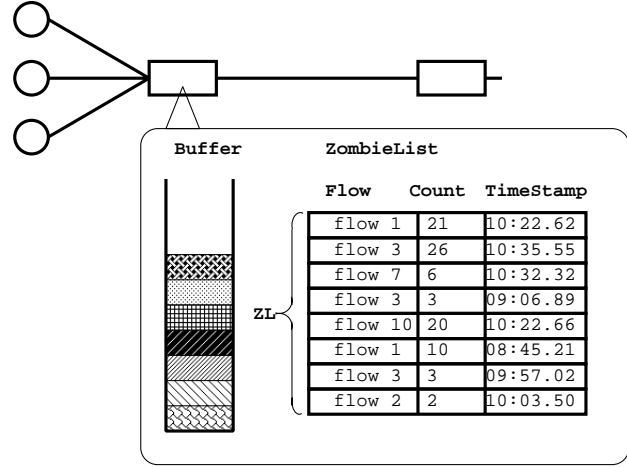 Buffer ZombieList
Flow Count TimeStamp
flow 1 21 10:22.62
flow 3 26 10:35.55
flow 7 6 10:32.32
flow 3 3 09:06.89
ZL
flow 10 20 10:22.66
flow 1 10 08:45.21
flow 3 3 09:57.02
flow 2 2 10:03.50